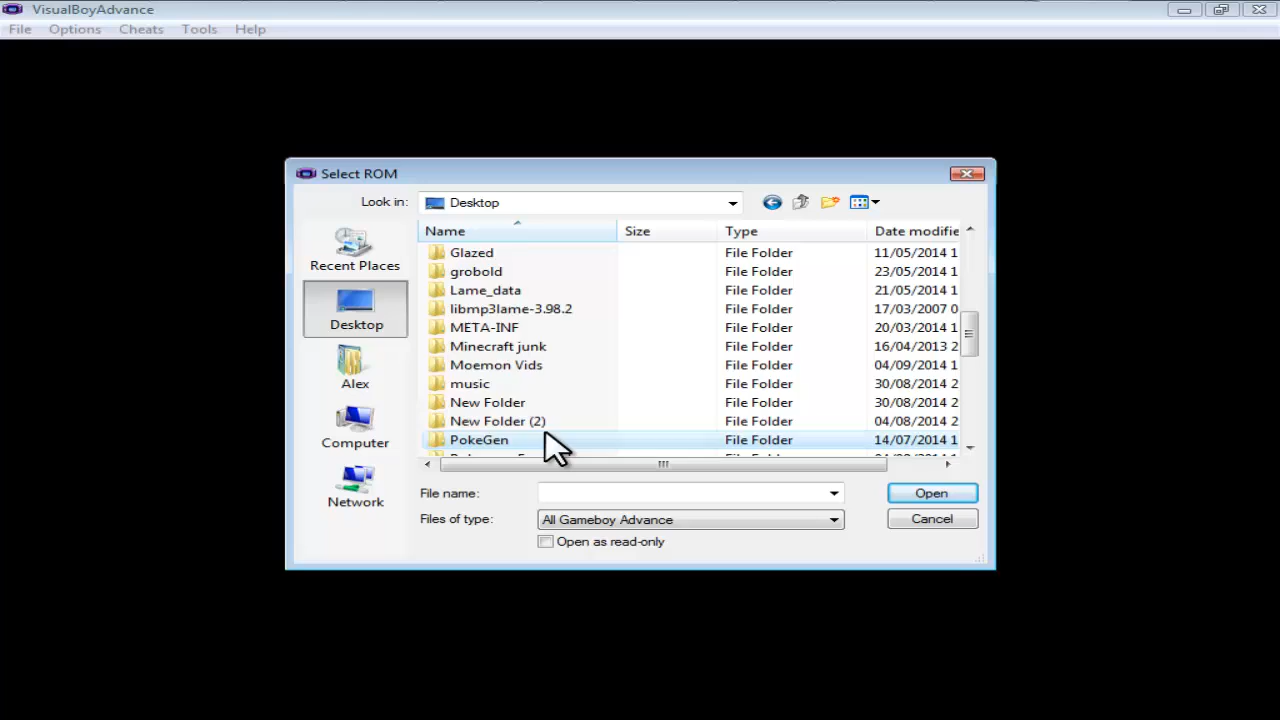 VisualBoyAdvance
File Options Cheats Tools Help
Select ROM
Look in: Desktop
Name Size Type Date modifie
Recent Places
Desktop
Alex
Computer
Network
Glazed File Folder 11/05/2014 1
grobold File Folder 23/05/2014 1
Lame_data File Folder 21/05/2014 1
libmp3lame-3.98.2 File Folder 17/03/2007 0
META-INF File Folder 20/03/2014 1
Minecraft junk File Folder 16/04/2013 2
Moemon Vids File Folder 04/09/2014 1
music File Folder 30/08/2014 2
New Folder File Folder 30/08/2014 2
New Folder (2) File Folder 04/08/2014 2
PokeGen File Folder 14/07/2014 1
File name: Open
Files of type: All Gameboy Advance Cancel
Open as read-only